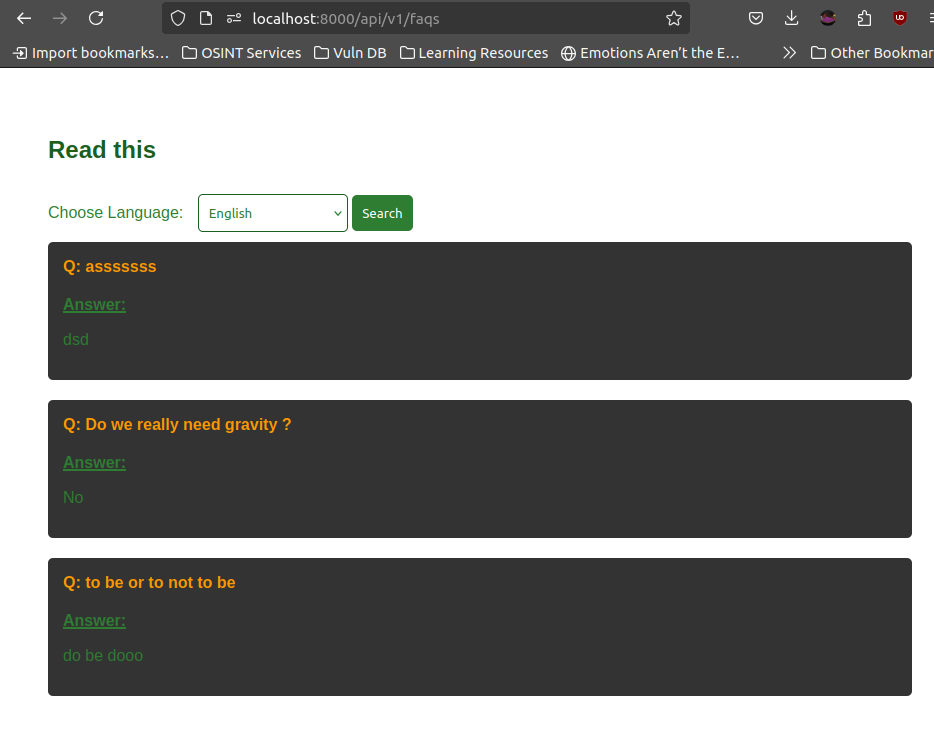 localhost:8000/api/v1/faqs
Import bookmarks… OSINT Services Vuln DB Learning Resources Emotions Aren't the E… Other Bookmar
Read this
Choose Language: English Search
Q: asssssss
Answer:
dsd
Q: Do we really need gravity ?
Answer:
No
Q: to be or to not to be
Answer:
do be dooo